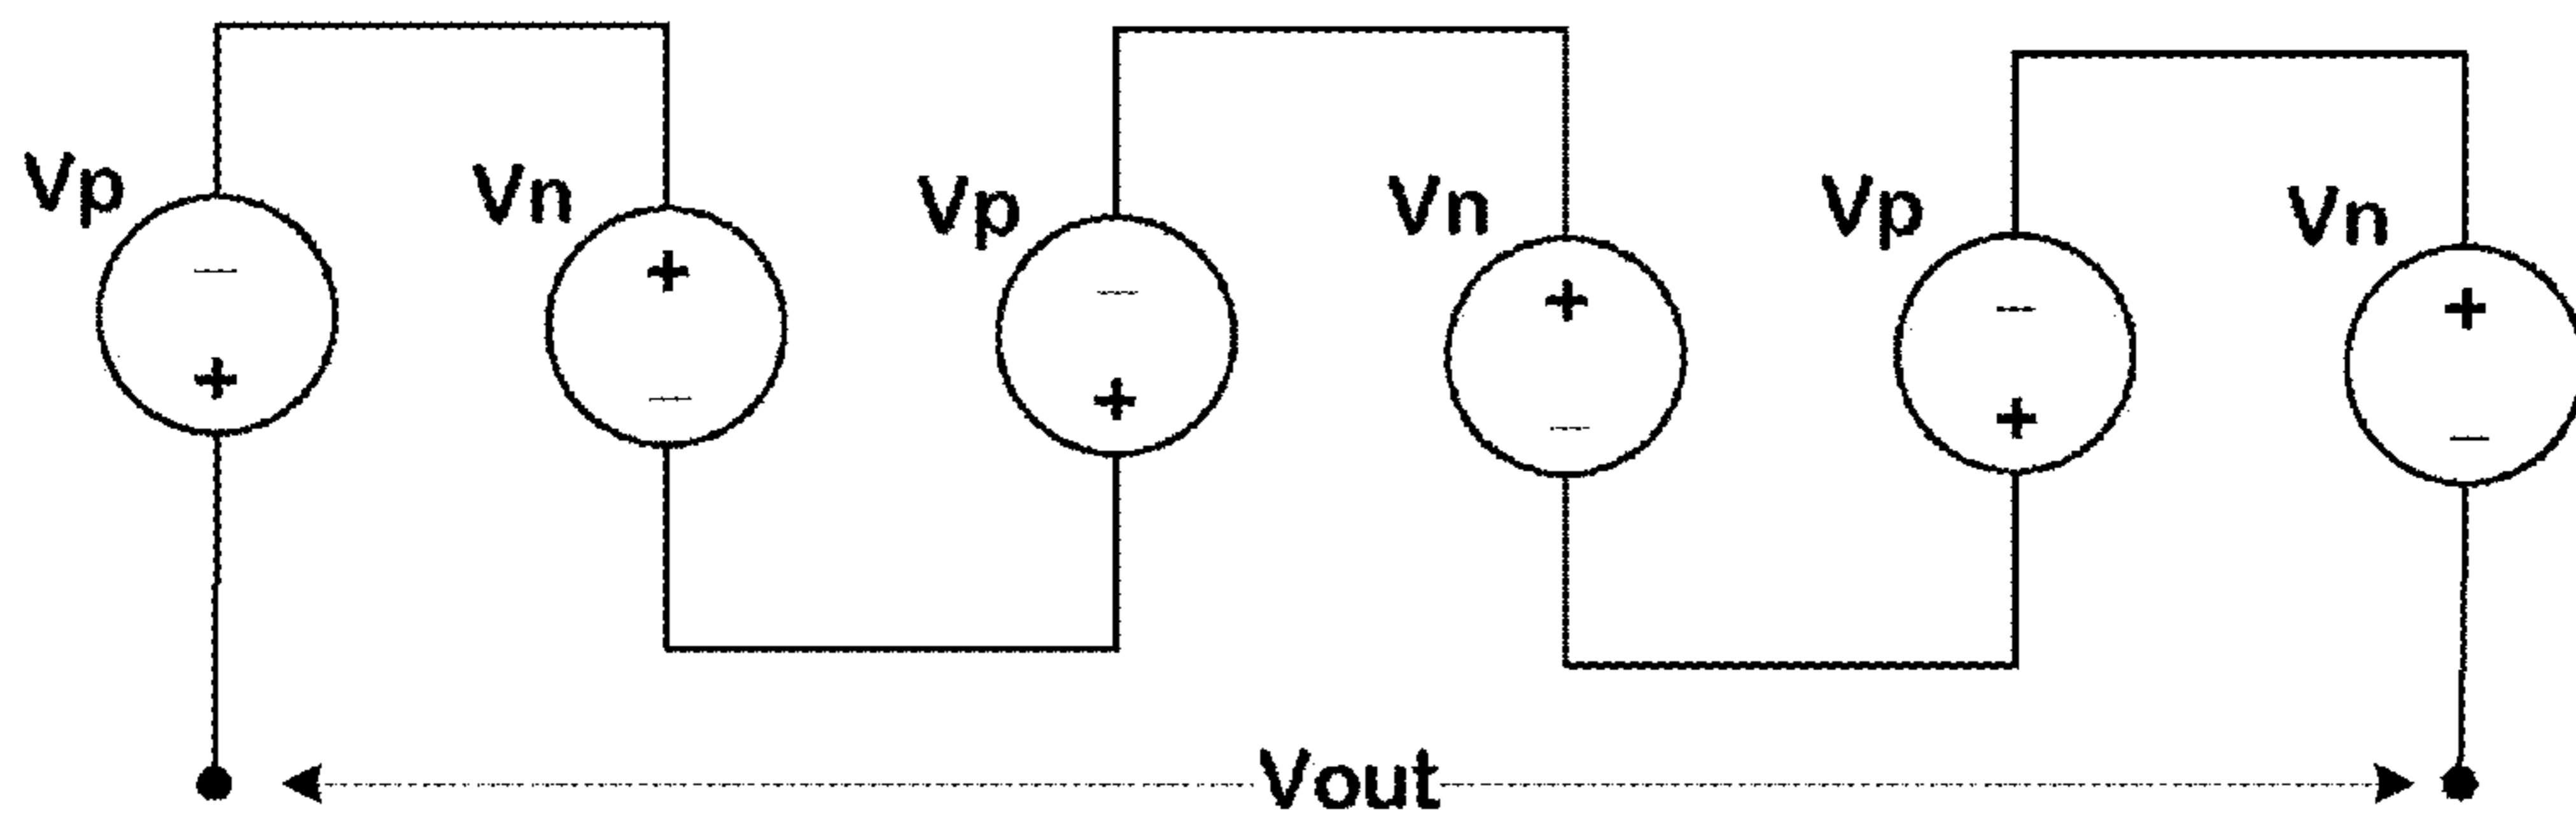 Vp Vn Vp Vn Vp Vn
− + − + − +
+ − + − + −
Vout